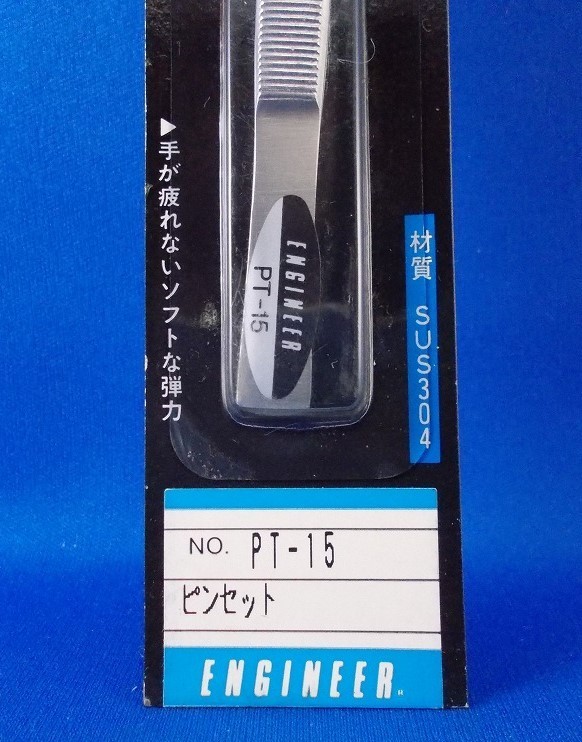 ▶手が疲れないソフトな弾力
ENGINEER
PT-15
材質 SUS304
NO. PT-15
ピンセット
ENGINEER